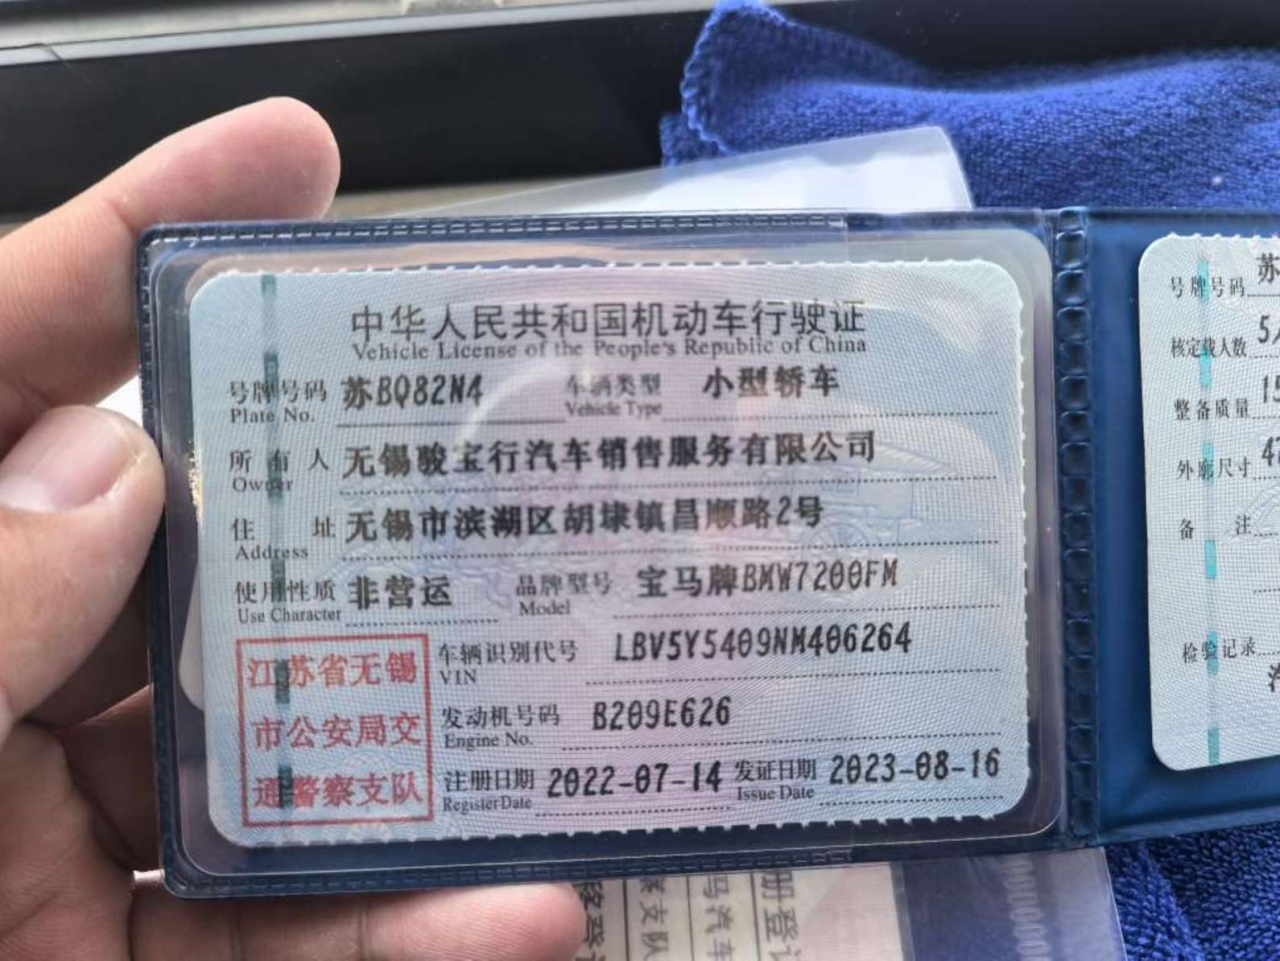 中华人民共和国机动车行驶证
Vehicle License of the People's Republic of China
号牌号码 苏BQ82N4 车辆类型 小型轿车
Plate No. Vehicle Type
所有人 无锡骏宝行汽车销售服务有限公司
Owner
住址 无锡市滨湖区胡埭镇昌顺路2号
Address
使用性质 非营运 品牌型号 宝马牌BMW7200FM
Use Character Model
江苏省无锡
市公安局交
通警察支队
车辆识别代号 LBV5Y5409NM406264
VIN
发动机号码 B209E626
Engine No.
注册日期 2022-07-14 发证日期 2023-08-16
Register Date Issue Date
号牌号码 苏
核定载人数 5
整备质量 15
外廓尺寸 4
备注
检验记录
册登
马汽车
支队